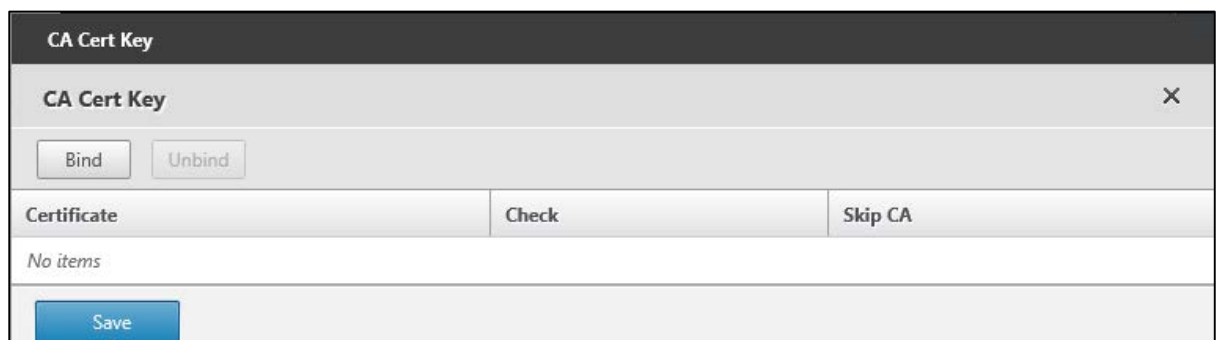 CA Cert Key
CA Cert Key
Bind Unbind
Certificate Check Skip CA
No items
Save